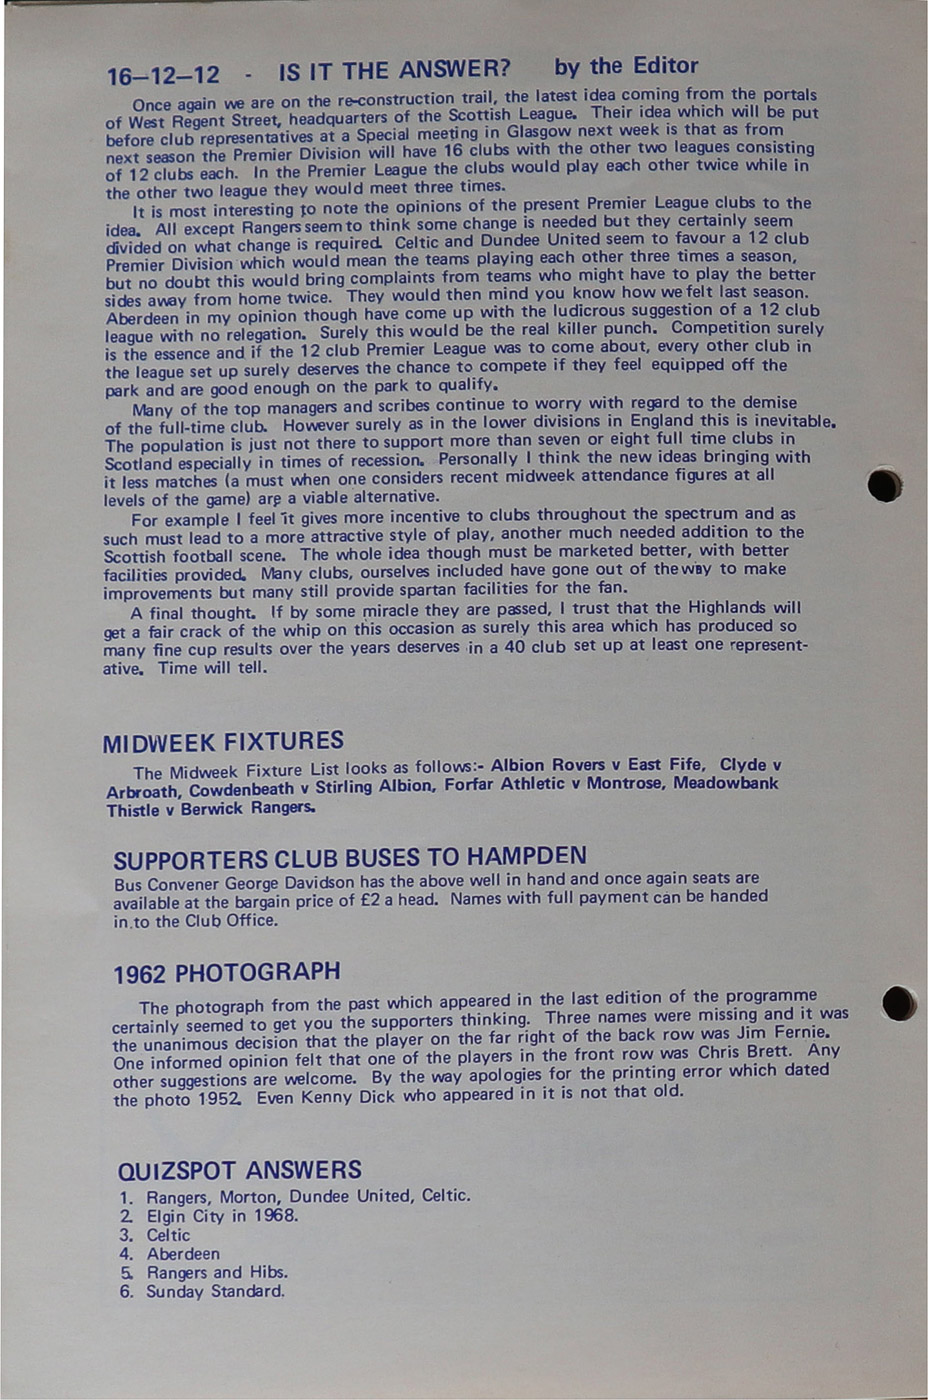 16—12—12 - IS IT THE ANSWER? by the Editor
Once again we are on the re-construction trail, the latest idea coming from the portals
of West Regent Street, headquarters of the Scottish League. Their idea which will be put
before club representatives at a Special meeting in Glasgow next week is that as from
next season the Premier Division will have 16 clubs with the other two leagues consisting
of 12 clubs each. In the Premier League the clubs would play each other twice while in
the other two league they would meet three times.
It is most interesting to note the opinions of the present Premier League clubs to the
idea. All except Rangers seem to think some change is needed but they certainly seem
divided on what change is required. Celtic and Dundee United seem to favour a 12 club
Premier Division which would mean the teams playing each other three times a season,
but no doubt this would bring complaints from teams who might have to play the better
sides away from home twice. They would then mind you know how we felt last season.
Aberdeen in my opinion though have come up with the ludicrous suggestion of a 12 club
league with no relegation. Surely this would be the real killer punch. Competition surely
is the essence and if the 12 club Premier League was to come about, every other club in
the league set up surely deserves the chance to compete if they feel equipped off the
park and are good enough on the park to qualify.
Many of the top managers and scribes continue to worry with regard to the demise
of the full-time club. However surely as in the lower divisions in England this is inevitable.
The population is just not there to support more than seven or eight full time clubs in
Scotland especially in times of recession. Personally I think the new ideas bringing with
it less matches (a must when one considers recent midweek attendance figures at all
levels of the game) are a viable alternative.
For example I feel it gives more incentive to clubs throughout the spectrum and as
such must lead to a more attractive style of play, another much needed addition to the
Scottish football scene. The whole idea though must be marketed better, with better
facilities provided. Many clubs, ourselves included have gone out of the way to make
improvements but many still provide spartan facilities for the fan.
A final thought. If by some miracle they are passed, I trust that the Highlands will
get a fair crack of the whip on this occasion as surely this area which has produced so
many fine cup results over the years deserves in a 40 club set up at least one represent-
ative. Time will tell.
MIDWEEK FIXTURES
The Midweek Fixture List looks as follows:- Albion Rovers v East Fife, Clyde v
Arbroath, Cowdenbeath v Stirling Albion, Forfar Athletic v Montrose, Meadowbank
Thistle v Berwick Rangers.
SUPPORTERS CLUB BUSES TO HAMPDEN
Bus Convener George Davidson has the above well in hand and once again seats are
available at the bargain price of £2 a head. Names with full payment can be handed
in to the Club Office.
1962 PHOTOGRAPH
The photograph from the past which appeared in the last edition of the programme
certainly seemed to get you the supporters thinking. Three names were missing and it was
the unanimous decision that the player on the far right of the back row was Jim Fernie.
One informed opinion felt that one of the players in the front row was Chris Brett. Any
other suggestions are welcome. By the way apologies for the printing error which dated
the photo 1952. Even Kenny Dick who appeared in it is not that old.
QUIZSPOT ANSWERS
1. Rangers, Morton, Dundee United, Celtic.
2. Elgin City in 1968.
3. Celtic
4. Aberdeen
5. Rangers and Hibs.
6. Sunday Standard.